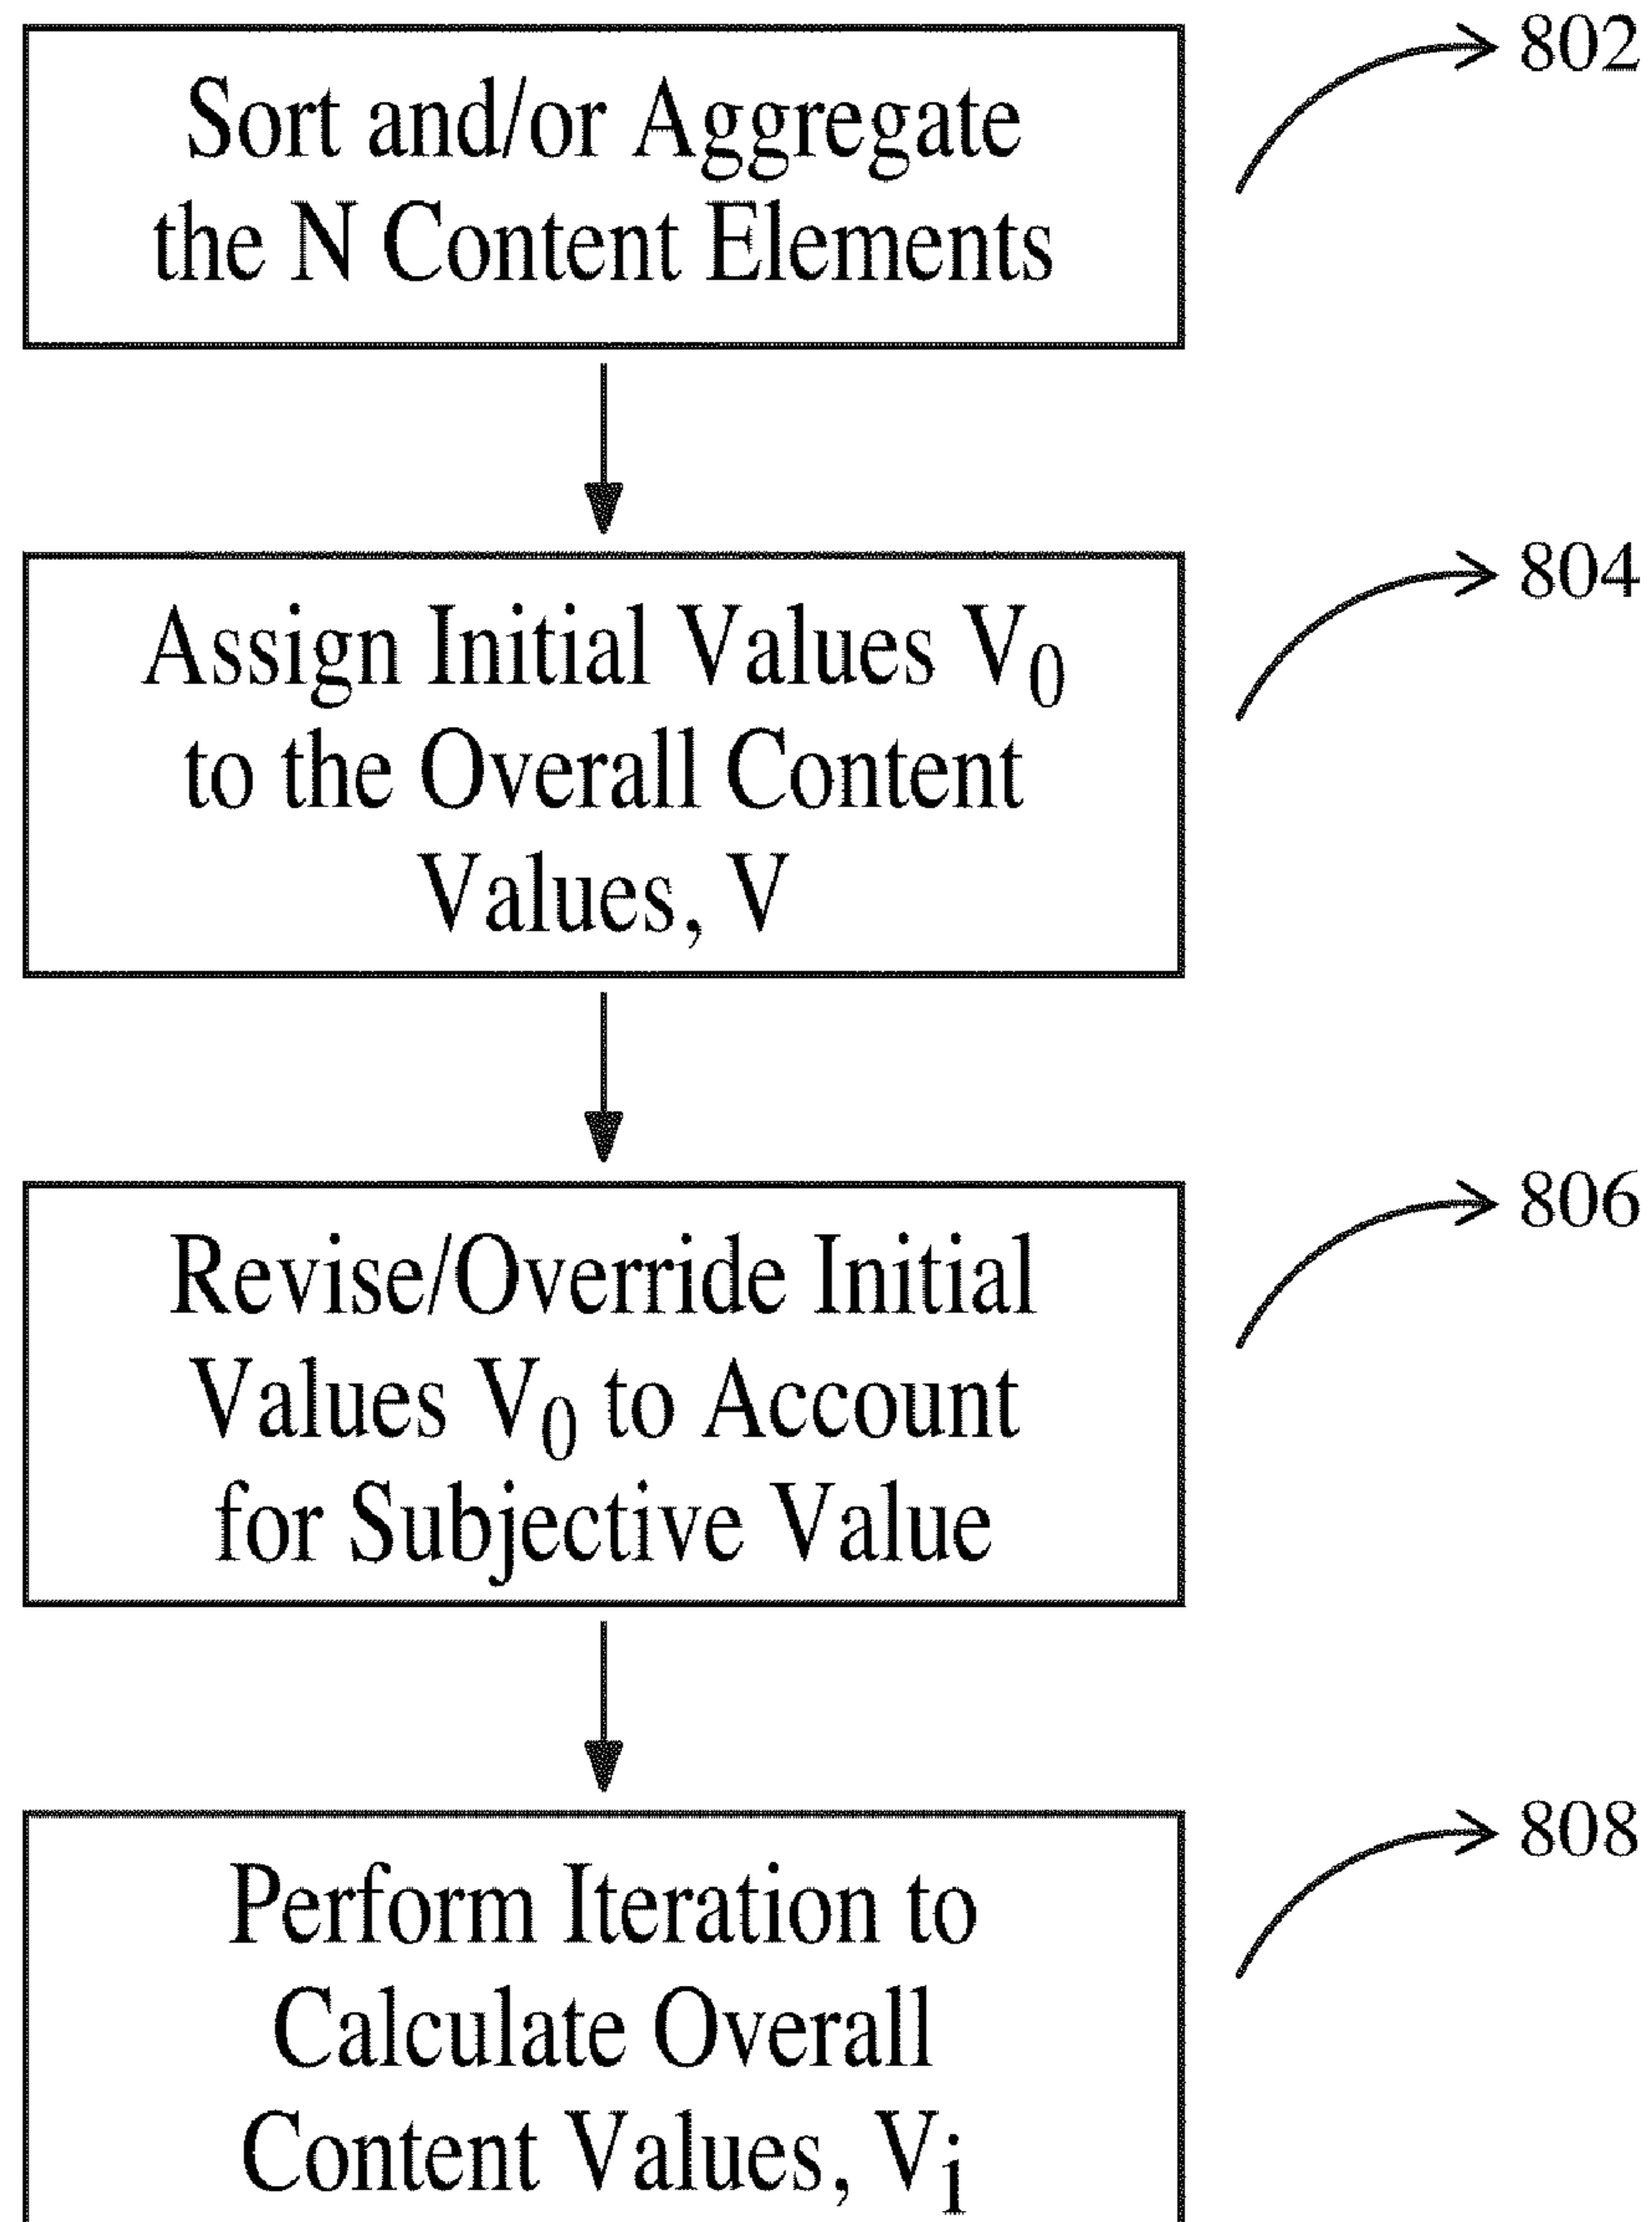 Sort and/or Aggregate
the N Content Elements
802
Assign Initial Values V₀
to the Overall Content
Values, V
804
Revise/Override Initial
Values V₀ to Account
for Subjective Value
806
Perform Iteration to
Calculate Overall
Content Values, Vᵢ
808